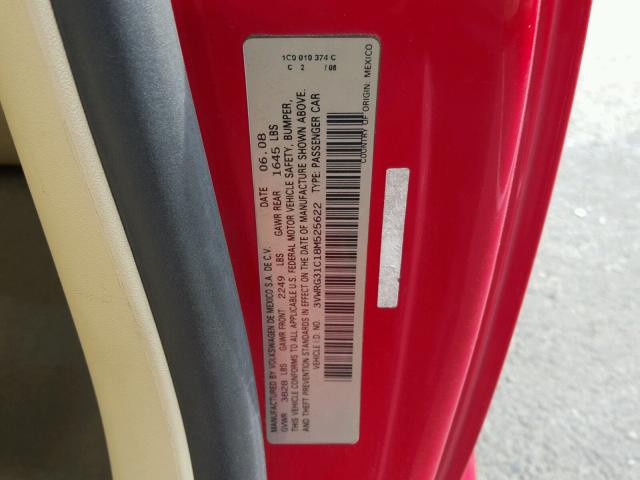 1C0 010 374 C
C 2 / 06
MANUFACTURED BY VOLKSWAGEN DE MEXICO S.A. DE C.V. DATE 06.08
GVWR 3828 LBS GAWR FRONT 2249 LBS GAWR REAR 1645 LBS
THIS VEHICLE CONFORMS TO ALL APPLICABLE U.S. FEDERAL MOTOR VEHICLE SAFETY, BUMPER,
AND THEFT PREVENTION STANDARDS IN EFFECT ON THE DATE OF MANUFACTURE SHOWN ABOVE.
VEHICLE I.D. NO. 3VWRG31C18M525622 TYPE: PASSENGER CAR
COUNTRY OF ORIGIN: MEXICO